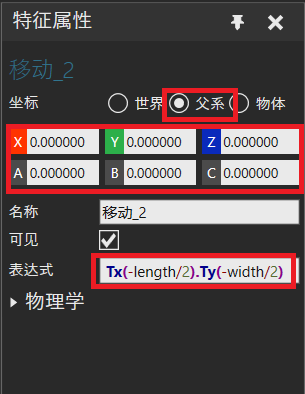 特征属性
移动_2
坐标 世界 父系 物体
X 0.000000 Y 0.000000 Z 0.000000
A 0.000000 B 0.000000 C 0.000000
名称 移动_2
可见
表达式 Tx(-length/2).Ty(-width/2)
物理学